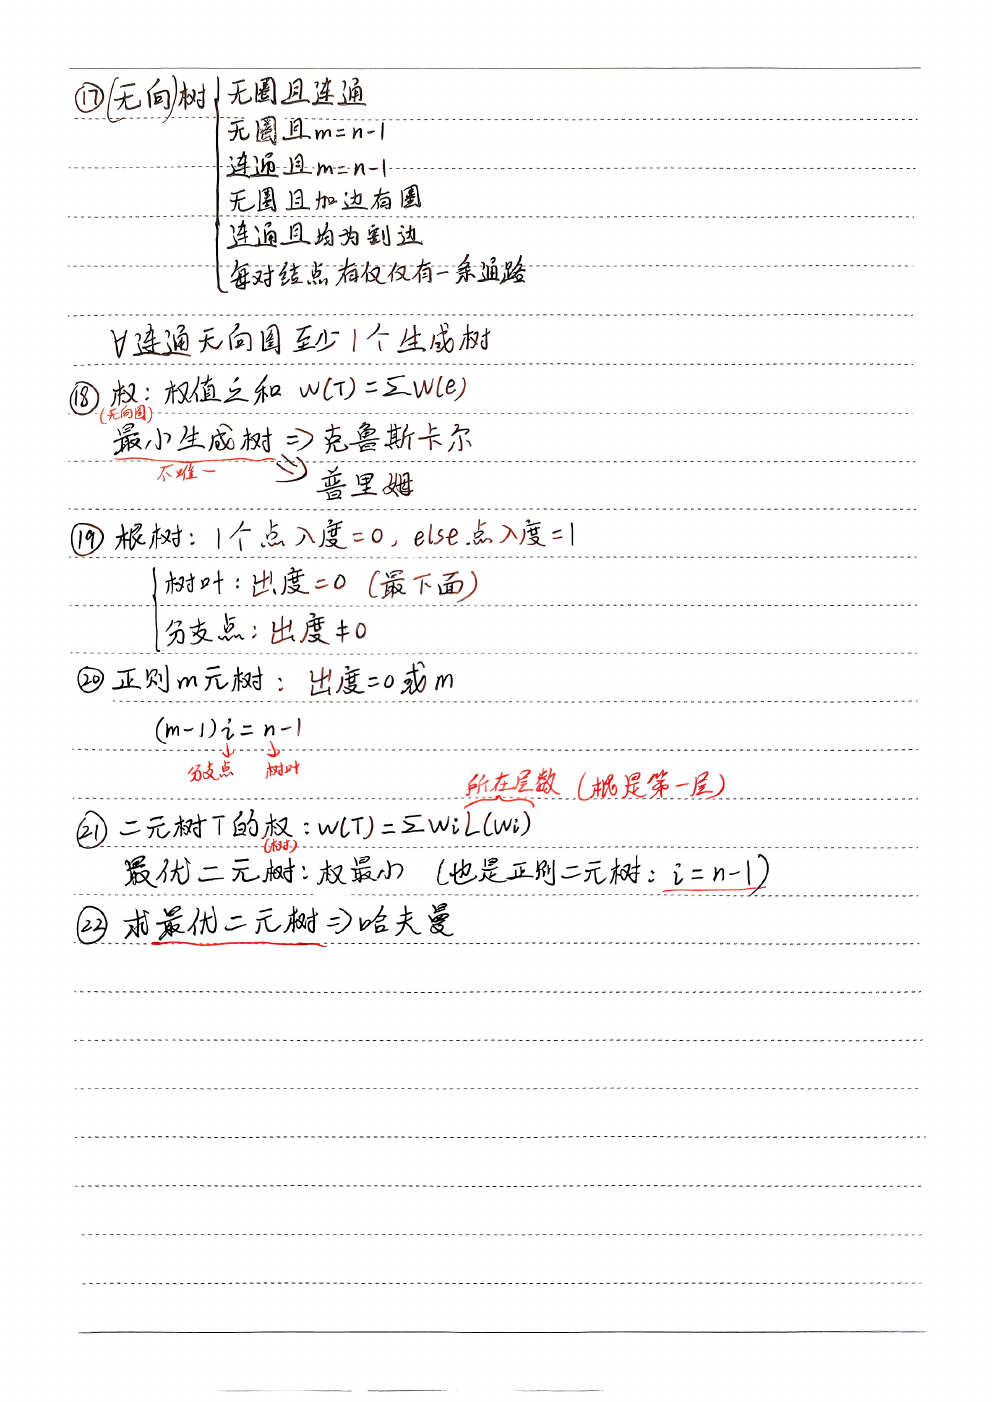 ⑰(无向)树 { 无圈且连通
无圈且m=n-1
连通且m=n-1
无圈且加边有圈
连通且均为割边
每对结点有仅仅有一条通路
∀连通无向图至少1个生成树
⑱ 权：权值之和 W(T)=ΣW(e)
(无向图)
最小生成树 => 克鲁斯卡尔
不唯一
=> 普里姆
⑲ 根树：1个点入度=0, else.点入度=1
{ 树叶：出度=0 (最下面)
分支点：出度≠0
⑳ 正则m元树： 出度=0或m
(m-1)i=n-1
↓ ↓
分支点 树叶
所在层数 (根是第一层)
㉑ 二元树T的权：W(T)=ΣWiL(Wi)
(树)
最优二元树：权最小 (也是正则二元树：i=n-1)
㉒ 求最优二元树=>哈夫曼